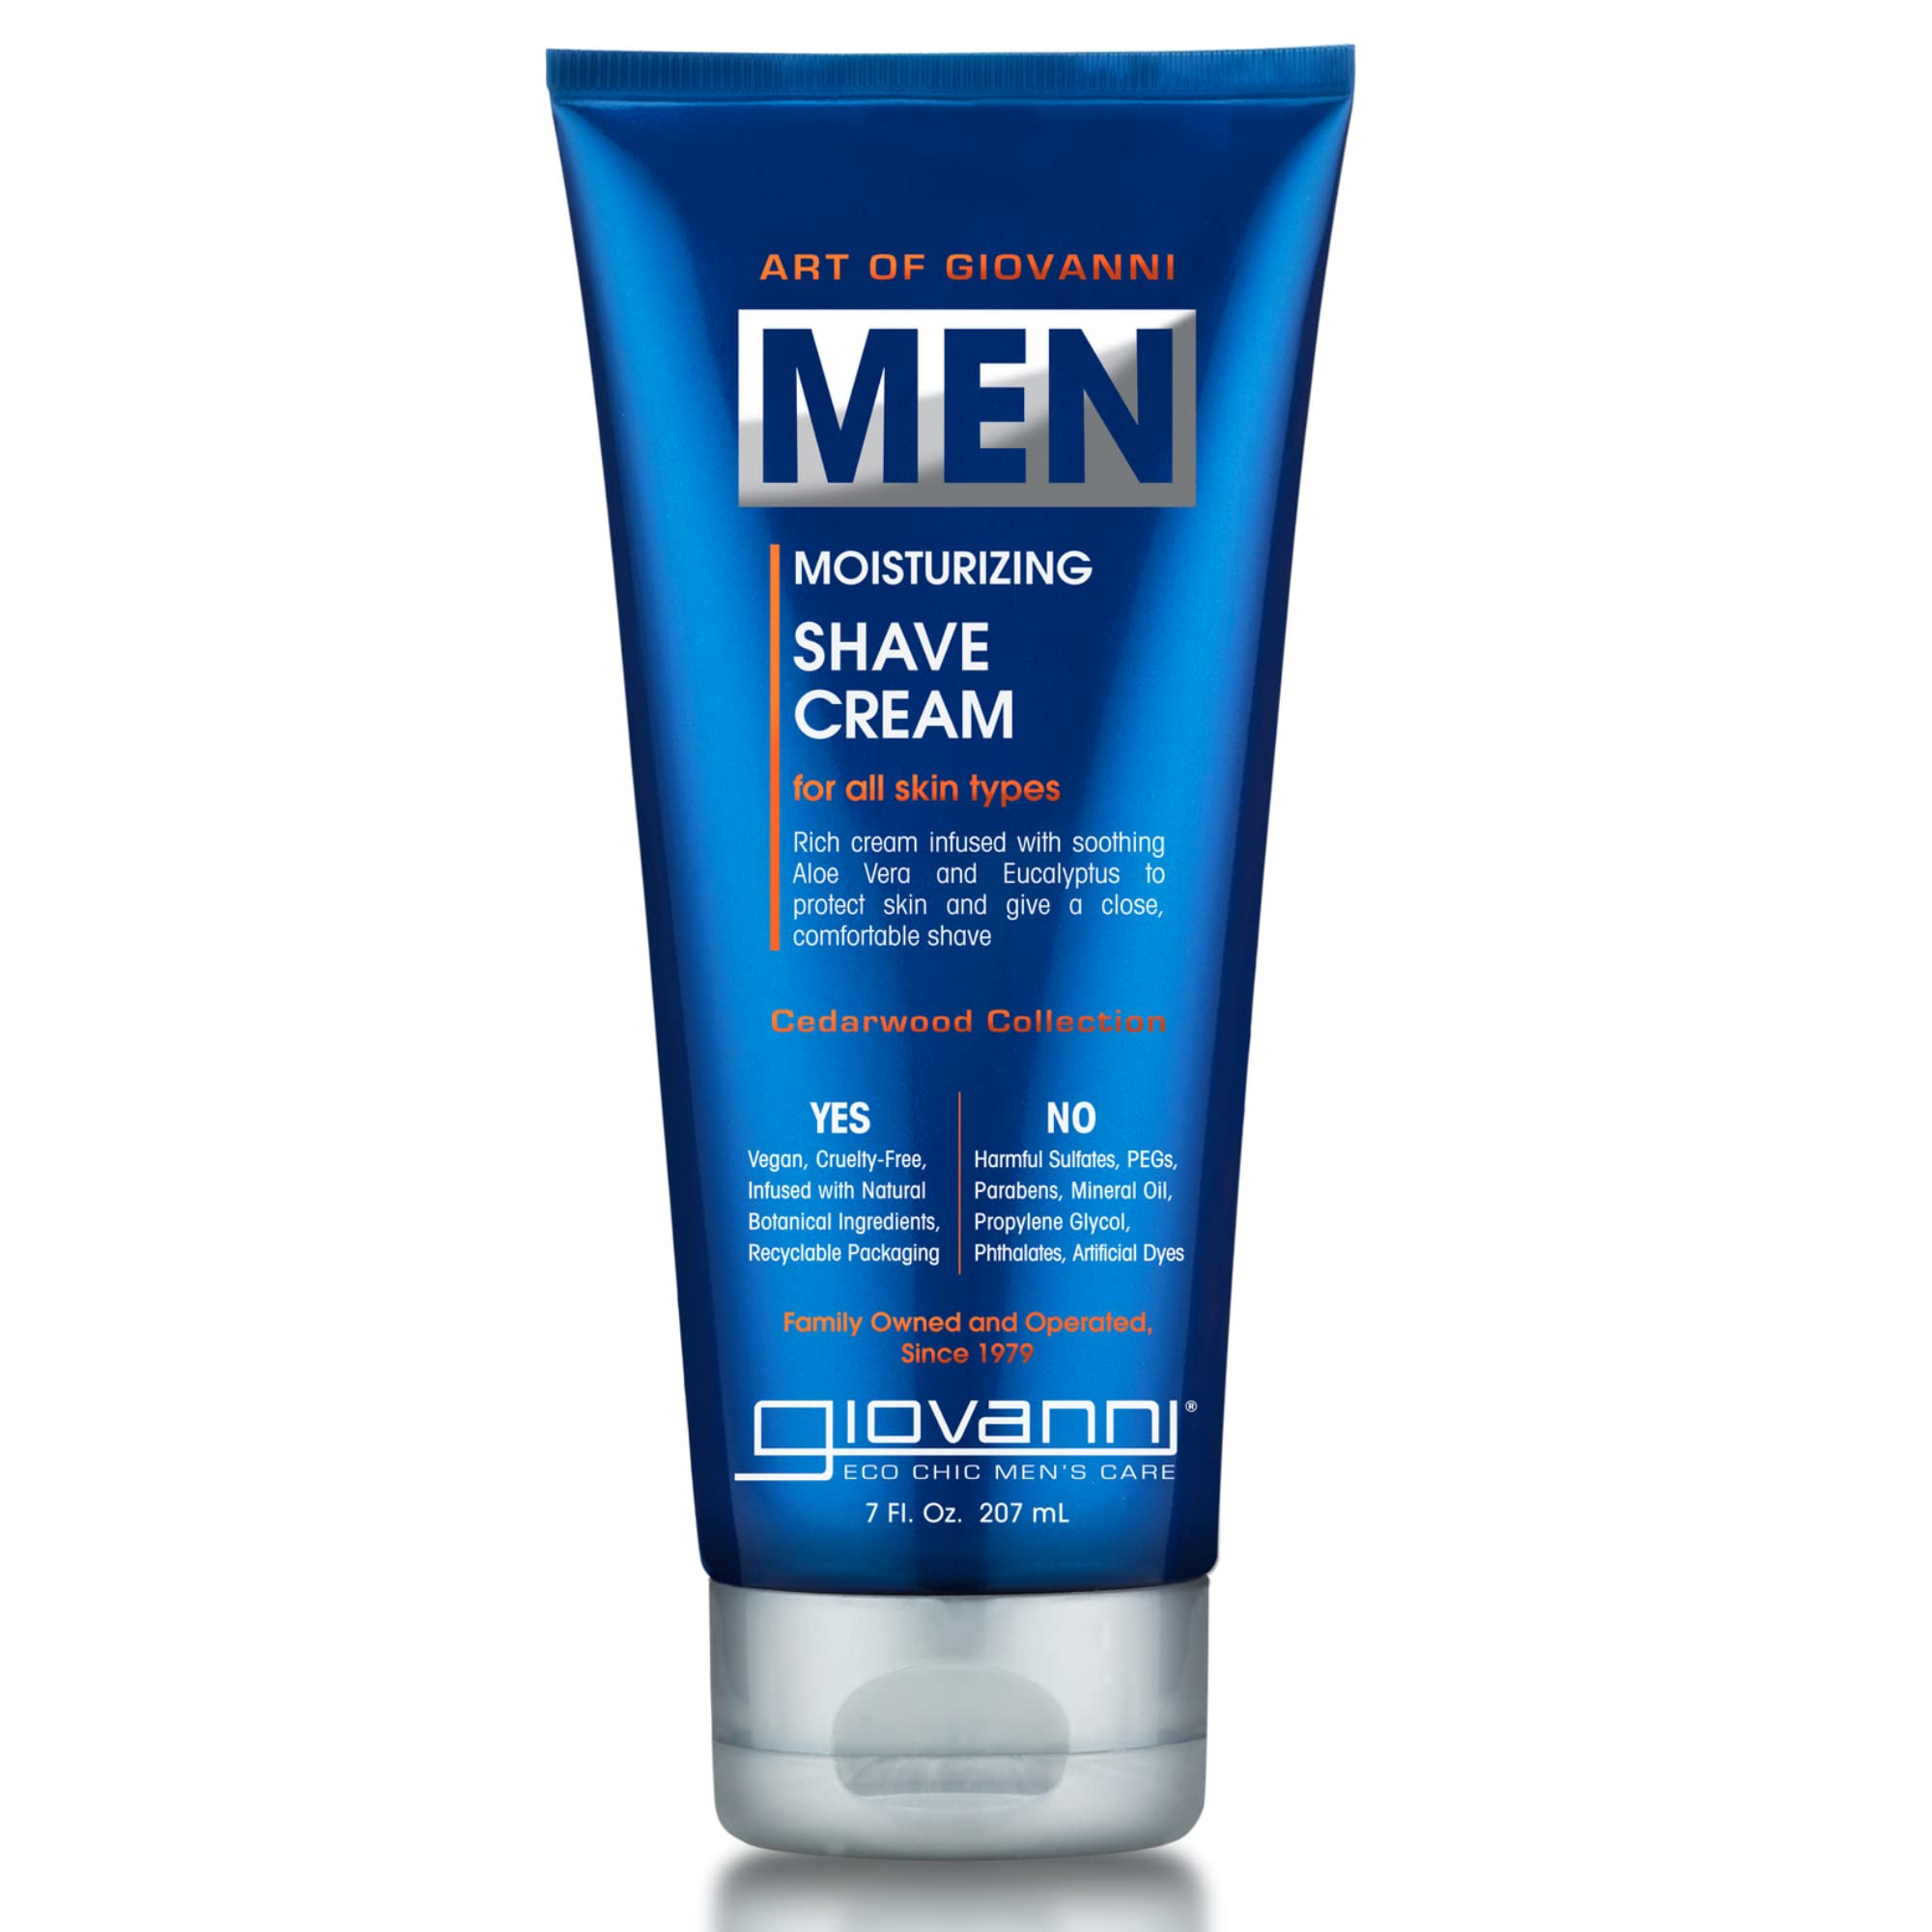 ART OF GIOVANNI
MEN
MOISTURIZING
SHAVE
CREAM
for all skin types
Rich cream infused with soothing
Aloe Vera and Eucalyptus to
protect skin and give a close,
comfortable shave
Cedarwood Collection
YES
Vegan, Cruelty-Free,
Infused with Natural
Botanical Ingredients,
Recyclable Packaging
NO
Harmful Sulfates, PEGs,
Parabens, Mineral Oil,
Propylene Glycol,
Phthalates, Artificial Dyes
Family Owned and Operated,
Since 1979
giovanni®
ECO CHIC MEN'S CARE
7 Fl. Oz. 207 mL